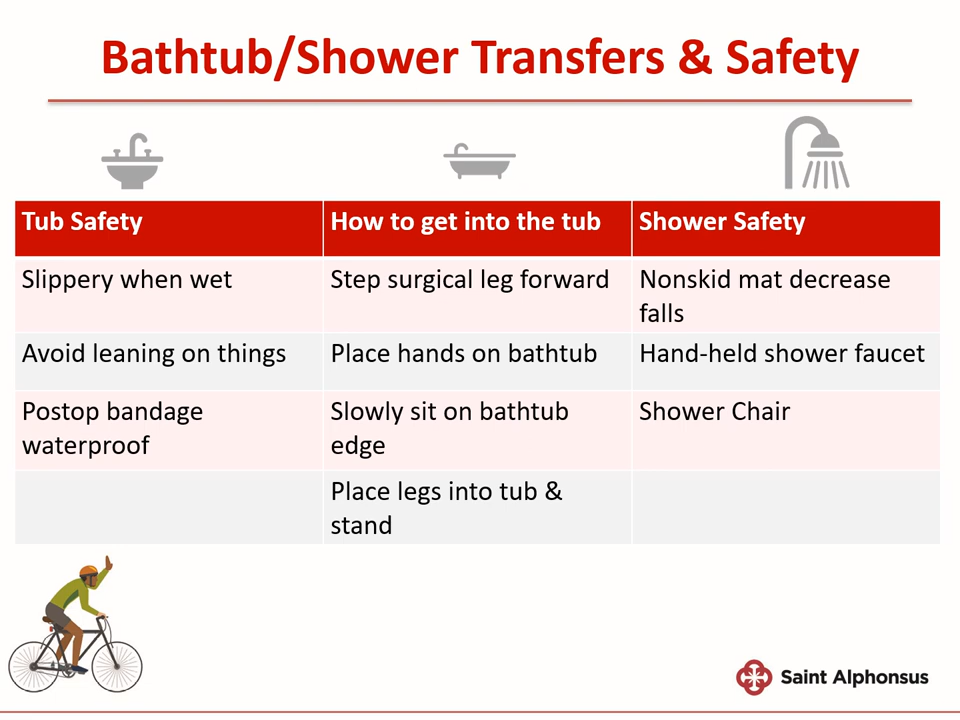 Bathtub/Shower Transfers & Safety
Tub Safety
How to get into the tub
Shower Safety
Slippery when wet
Step surgical leg forward
Nonskid mat decrease
falls
Avoid leaning on things
Place hands on bathtub
Hand-held shower faucet
Postop bandage
waterproof
Slowly sit on bathtub
edge
Shower Chair
Place legs into tub &
stand
Saint Alphonsus